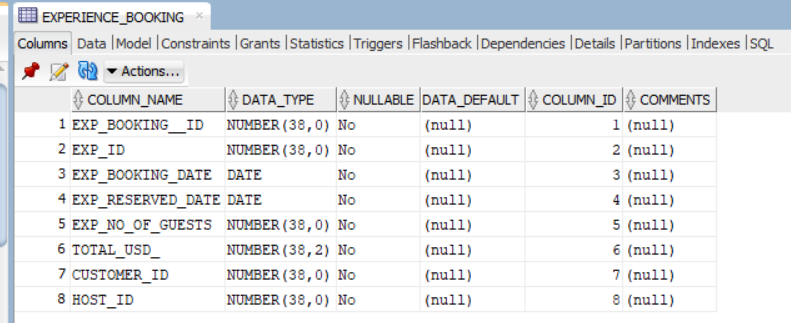 EXPERIENCE_BOOKING
Columns Data Model Constraints Grants Statistics Triggers Flashback Dependencies Details Partitions Indexes SQL
Actions...
COLUMN_NAME DATA_TYPE NULLABLE DATA_DEFAULT COLUMN_ID COMMENTS
1 EXP_BOOKING__ID NUMBER(38,0) No (null) 1 (null)
2 EXP_ID NUMBER(38,0) No (null) 2 (null)
3 EXP_BOOKING_DATE DATE No (null) 3 (null)
4 EXP_RESERVED_DATE DATE No (null) 4 (null)
5 EXP_NO_OF_GUESTS NUMBER(38,0) No (null) 5 (null)
6 TOTAL_USD_ NUMBER(38,2) No (null) 6 (null)
7 CUSTOMER_ID NUMBER(38,0) No (null) 7 (null)
8 HOST_ID NUMBER(38,0) No (null) 8 (null)